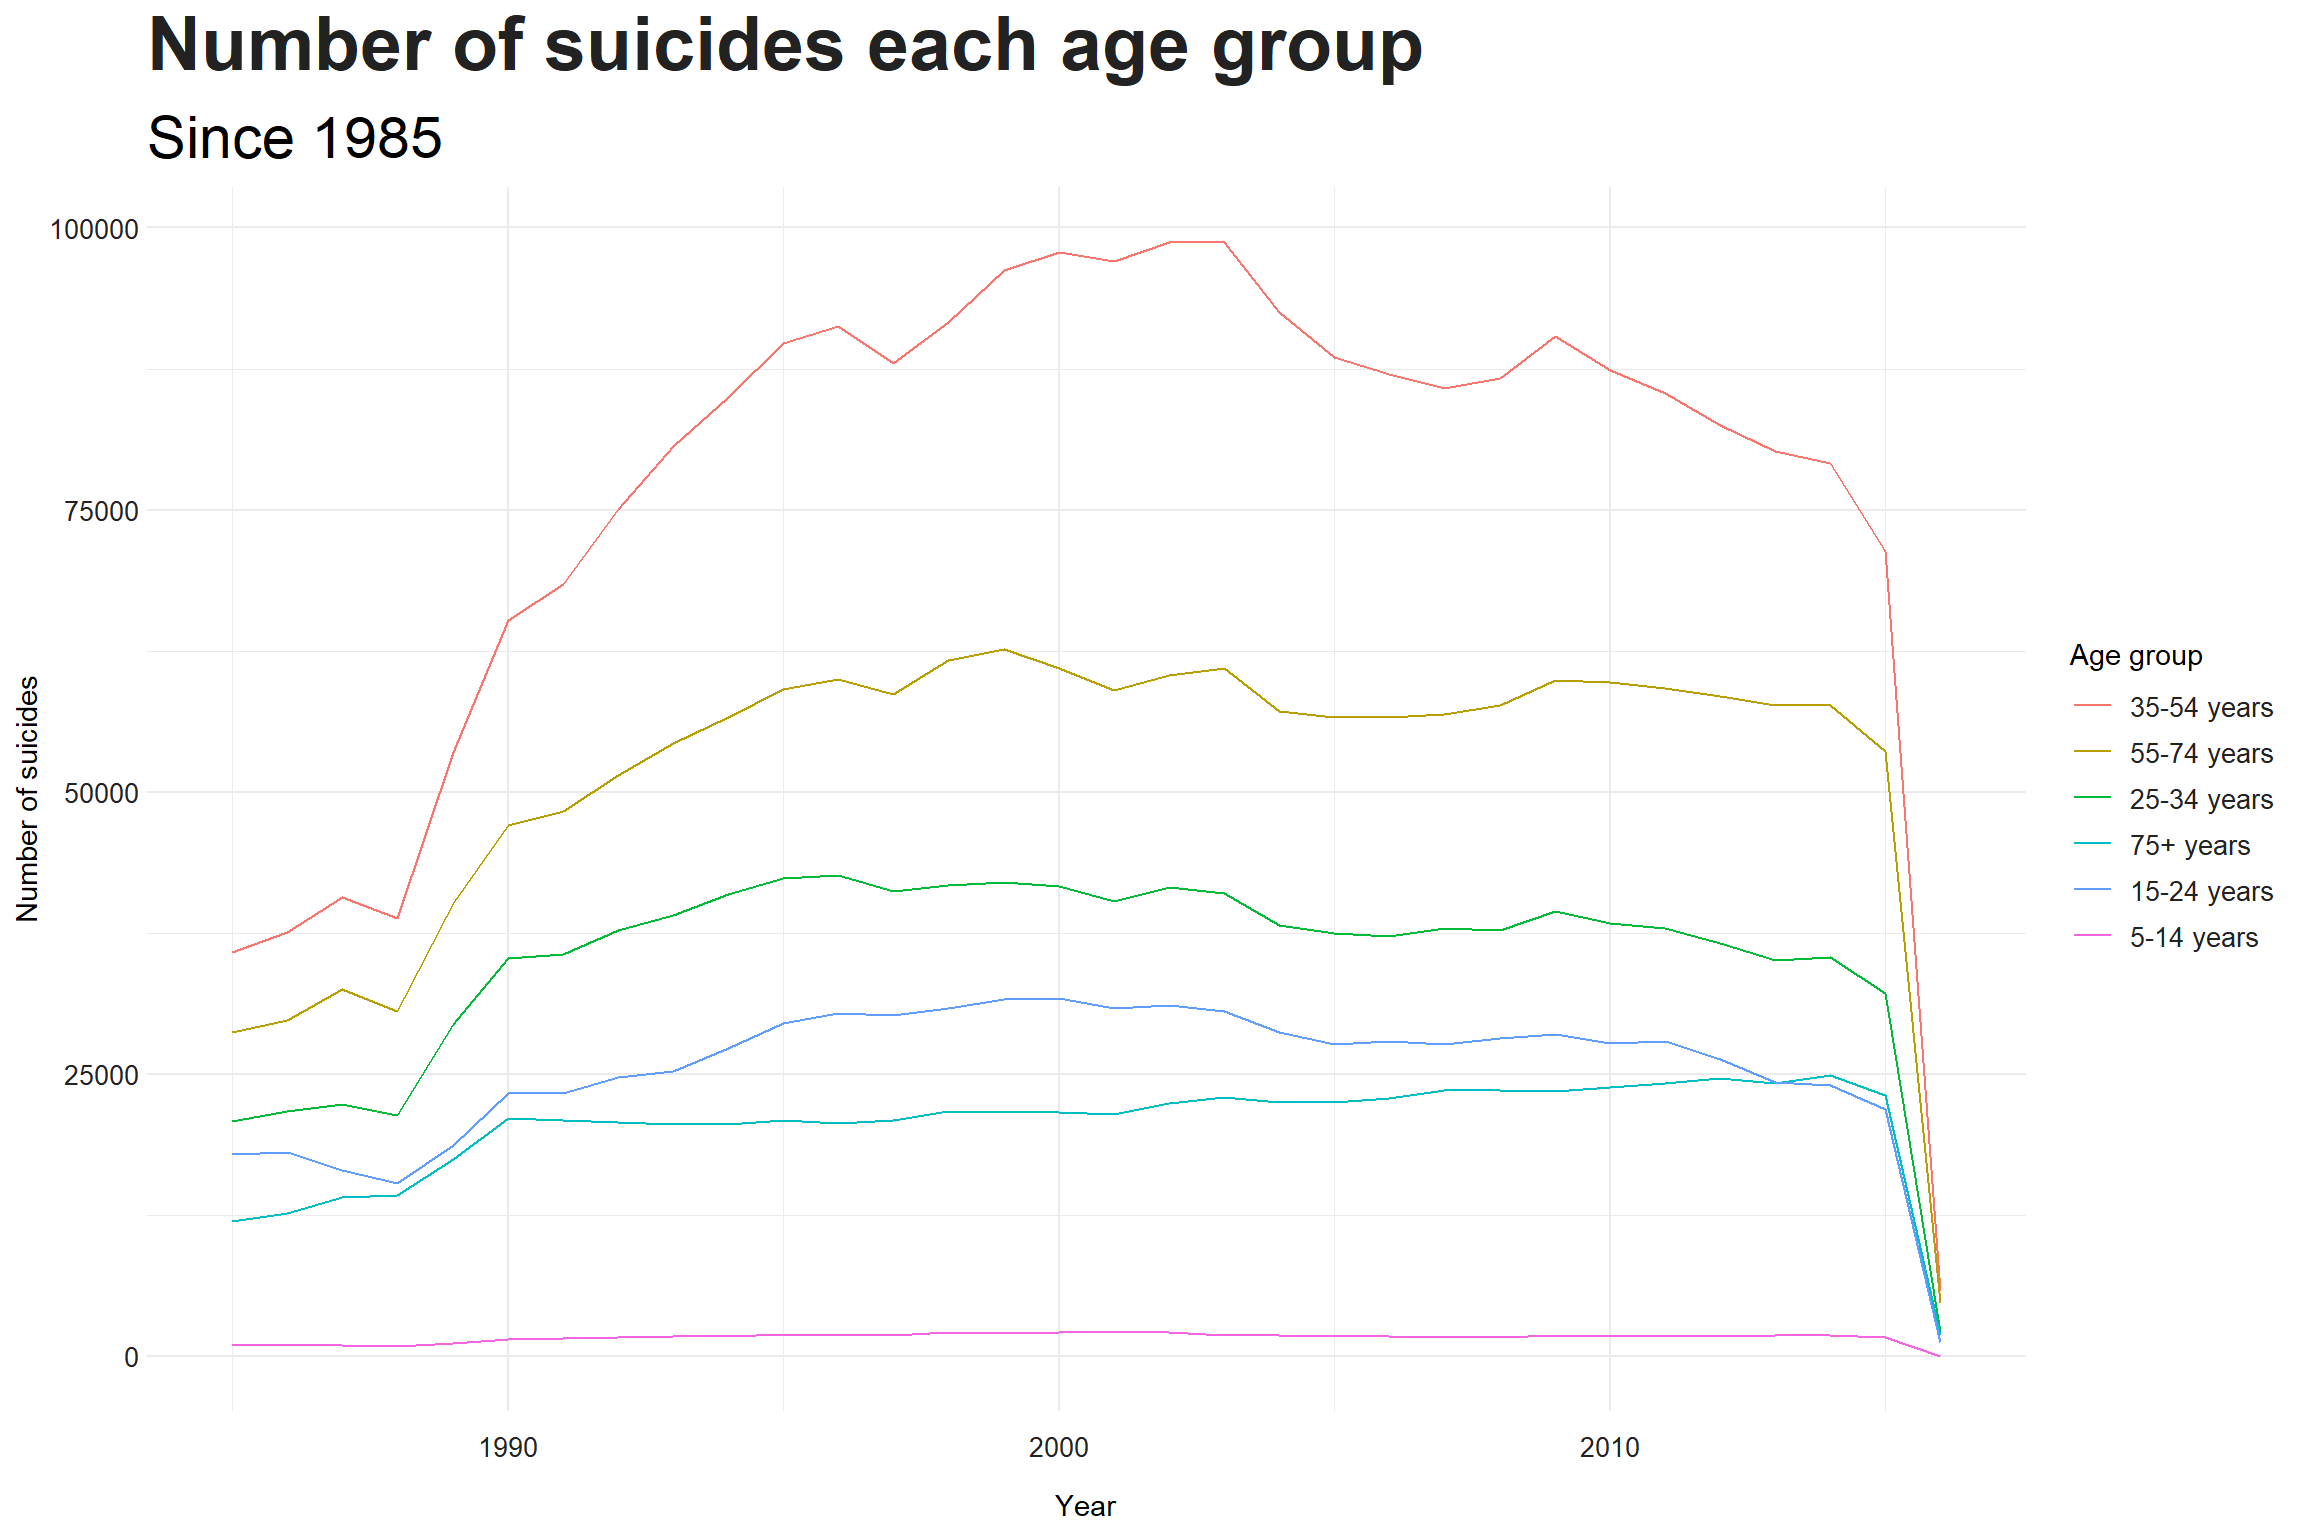 Number of suicides each age group
Since 1985
100000
75000
50000
25000
0
Number of suicides
1990
2000
2010
Year
Age group
35-54 years
55-74 years
25-34 years
75+ years
15-24 years
5-14 years